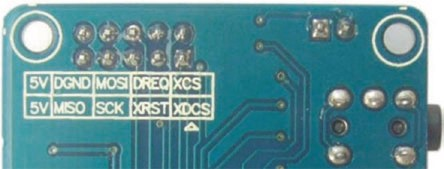 5V DGND MOSI DREQ XCS
5V MISO SCK XRST XDCS